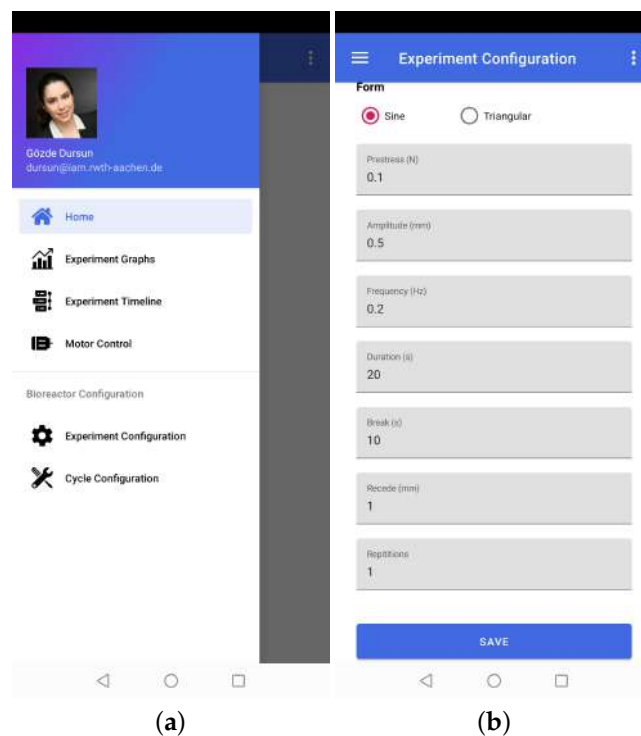 Gözde Dursun
dursun@iam.rwth-aachen.de
Home
Experiment Graphs
Experiment Timeline
Motor Control
Bioreactor Configuration
Experiment Configuration
Cycle Configuration
(a)
Experiment Configuration
Form
Sine
Triangular
Prestress (N)
0.1
Amplitude (mm)
0.5
Frequency (Hz)
0.2
Duration (s)
20
Break (s)
10
Recede (mm)
1
Reptitions
1
SAVE
(b)